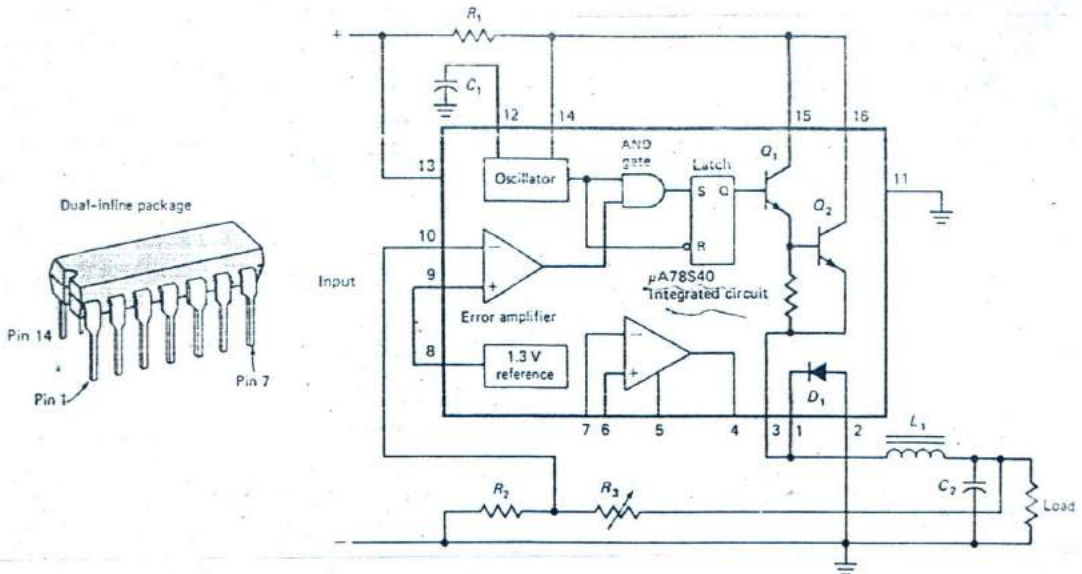 Dual-inline package
Pin 14
Pin 1
Pin 7
+
R1
C1
12
14
15
16
13
Oscillator
AND
gate
Latch
S Q
R
Q1
Q2
11
10
Input
9
−
+
Error amplifier
μA78S40
Integrated circuit
8
1.3 V
reference
−
+
D1
7 6 5 4 3 1 2
L1
R2
R3
C2
Load
−